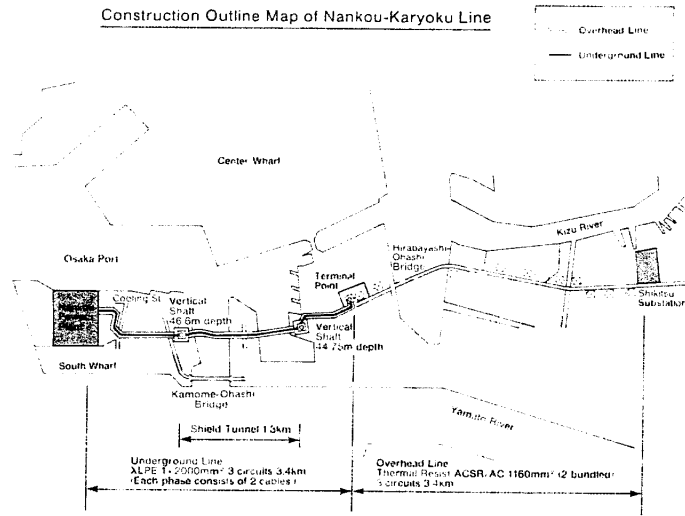 Construction Outline Map of Nankou-Karyoku Line
Overhead Line
Underground Line
Center Wharf
Kizu River
Hirabayashi
Ohashi
Bridge
Osaka Port
Terminal
Point
Cooling St.
Vertical
Shaft
46.6m depth
Shikitsu
Substation
Vertical
Shaft
44.75m depth
South Wharf
Kamome-Ohashi
Bridge
Yamato River
Shield Tunnel 1.3km
Underground Line
XLPE 1 × 2000mm² 3 circuits 3.4km
(Each phase consists of 2 cables)
Overhead Line
Thermal Resist ACSR/AC 1160mm² (2 bundled)
3 circuits 3.4km